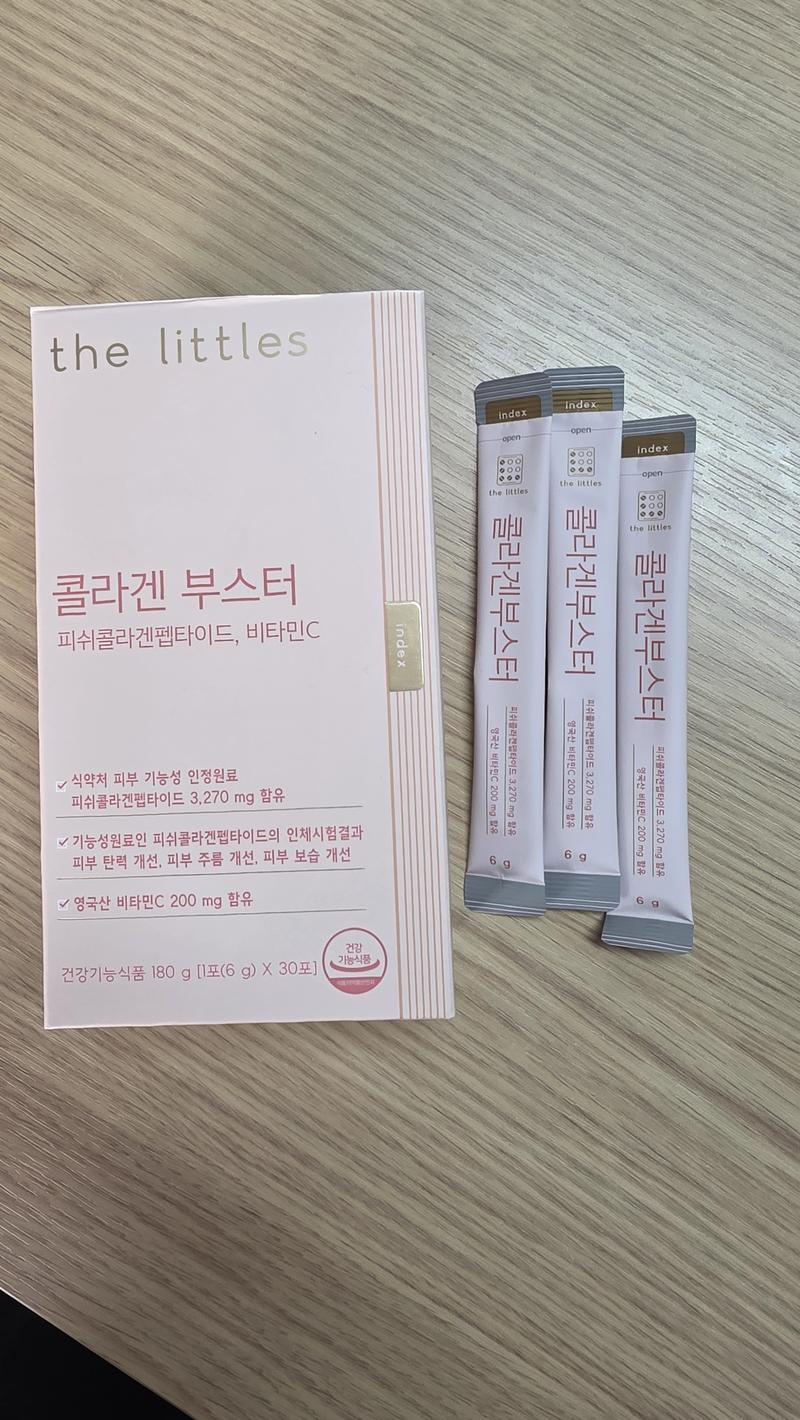 the littles
콜라겐 부스터
피쉬콜라겐펩타이드, 비타민C
index
식약처 피부 기능성 인정원료
피쉬콜라겐펩타이드 3,270 mg 함유
기능성원료인 피쉬콜라겐펩타이드의 인체시험결과
피부 탄력 개선, 피부 주름 개선, 피부 보습 개선
영국산 비타민C 200 mg 함유
건강기능식품 180 g [1포(6 g) X 30포]
건강
기능식품
index
open
the littles
콜라겐부스터
피쉬콜라겐펩타이드 3,270 mg 함유
영국산 비타민C 200 mg 함유
6 g
index
open
the littles
콜라겐부스터
피쉬콜라겐펩타이드 3,270 mg 함유
영국산 비타민C 200 mg 함유
6 g
index
open
the littles
콜라겐부스터
피쉬콜라겐펩타이드 3,270 mg 함유
영국산 비타민C 200 mg 함유
6 g